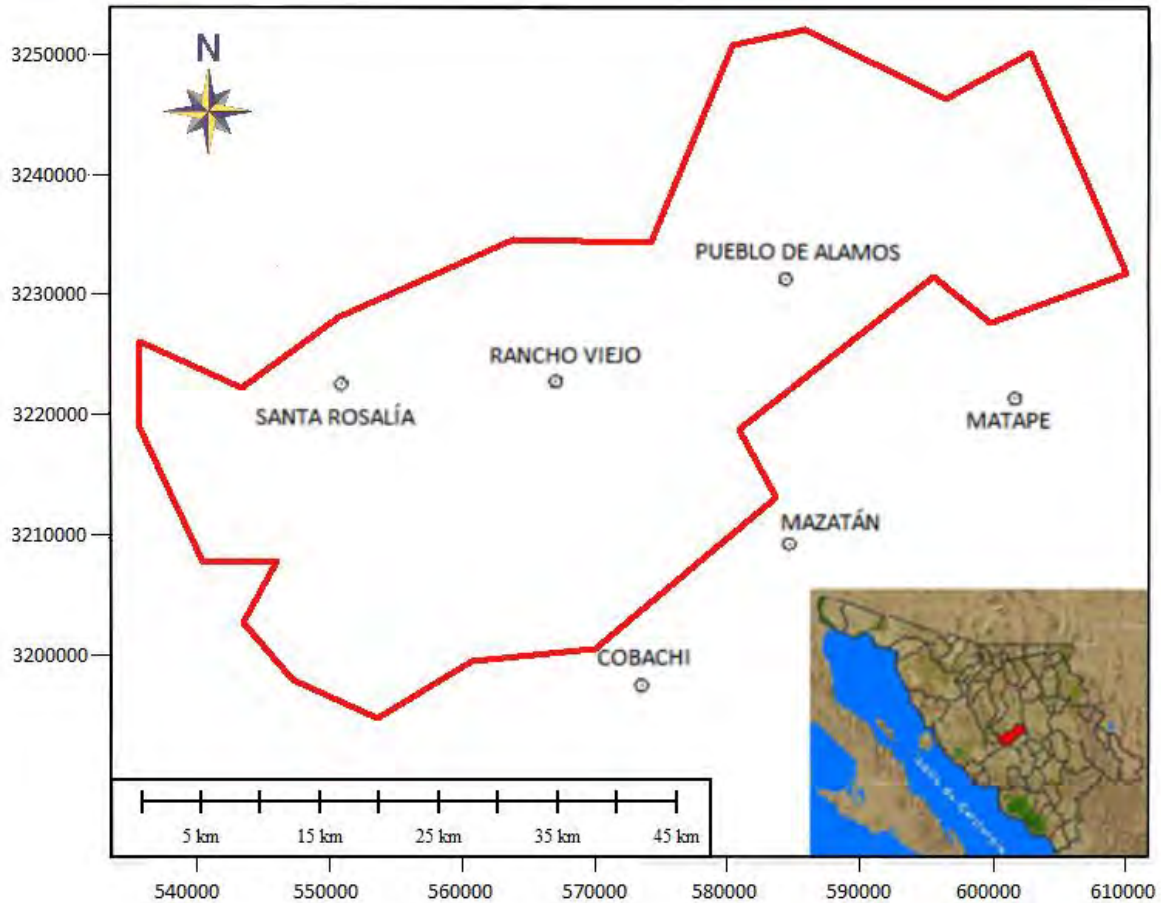 N
3250000
3240000
3230000
3220000
3210000
3200000
PUEBLO DE ALAMOS
RANCHO VIEJO
SANTA ROSALÍA
MATAPE
MAZATÁN
COBACHI
5 km
15 km
25 km
35 km
45 km
540000
550000
560000
570000
580000
590000
600000
610000